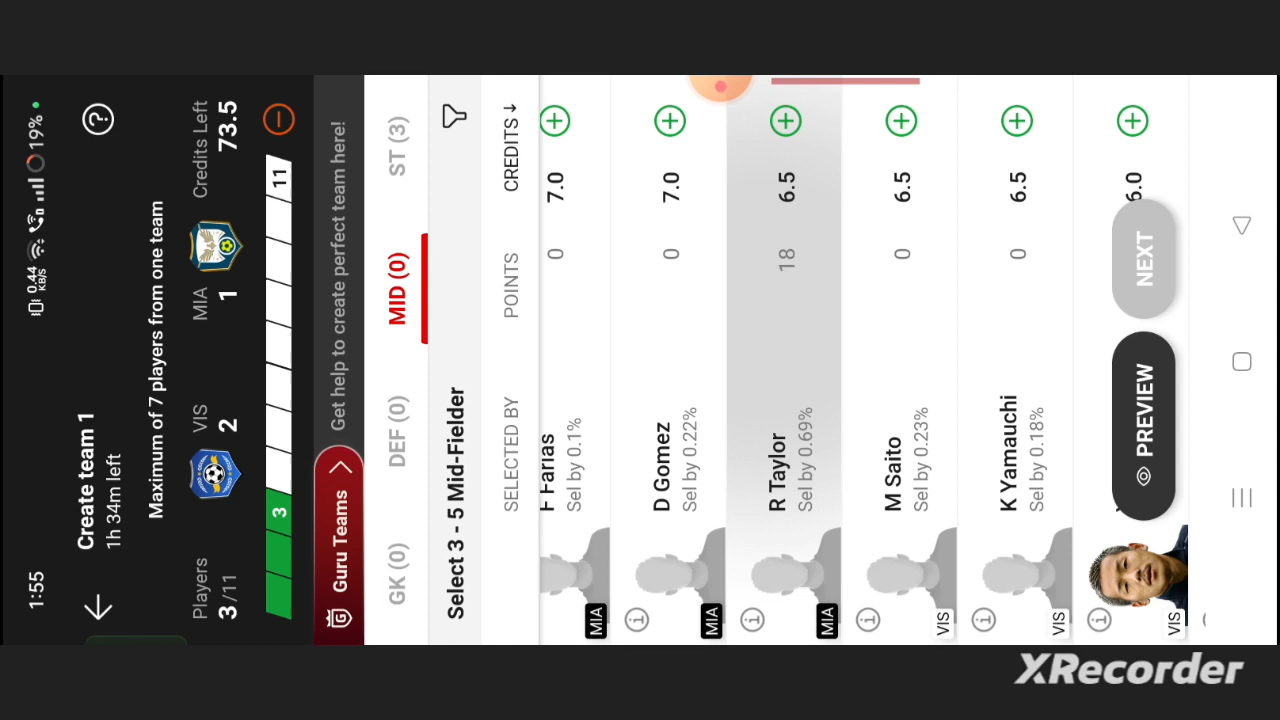 1:55
0.44 KB/S
19%
Create team 1
1h 34m left
Maximum of 7 players from one team
Players
3 /11
VIS
2
MIA
1
Credits Left
73.5
3
11
Guru Teams
Get help to create perfect team here!
GK (0)
DEF (0)
MID (0)
ST (3)
Select 3 - 5 Mid-Fielder
SELECTED BY
POINTS
CREDITS
F Farias
Sel by 0.1%
0
7.0
MIA
D Gomez
Sel by 0.22%
0
7.0
MIA
R Taylor
Sel by 0.69%
18
6.5
MIA
M Saito
Sel by 0.23%
0
6.5
VIS
K Yamauchi
Sel by 0.18%
0
6.5
VIS
6.0
VIS
PREVIEW
NEXT
XRecorder